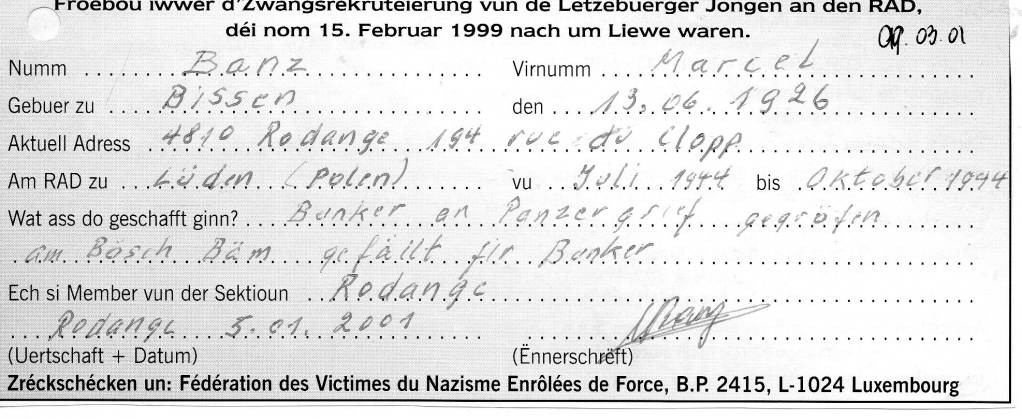 Froebou iwwer d'Zwangsrekrutéierung vun de Lëtzebuerger Jongen an den RAD,
déi nom 15. Februar 1999 nach um Liewe waren.
09.03.01
Numm Banz Virnumm Marcel
Gebuer zu Bissen den 13.06.1926
Aktuell Adress 4810 Rodange 194 rue du Clopp
Am RAD zu Lüden (Polen) vu Juli 1944 bis Oktober 1944
Wat ass do geschafft ginn? Bunker an Panzergrief gegrófen
am Bösch Bäm gefällt fir Bunker
Ech si Member vun der Sektioun Rodange
Rodange 5.01.2001
(Uertschaft + Datum) (Ënnerschrëft)
Zréckschécken un: Fédération des Victimes du Nazisme Enrôlées de Force, B.P. 2415, L-1024 Luxembourg